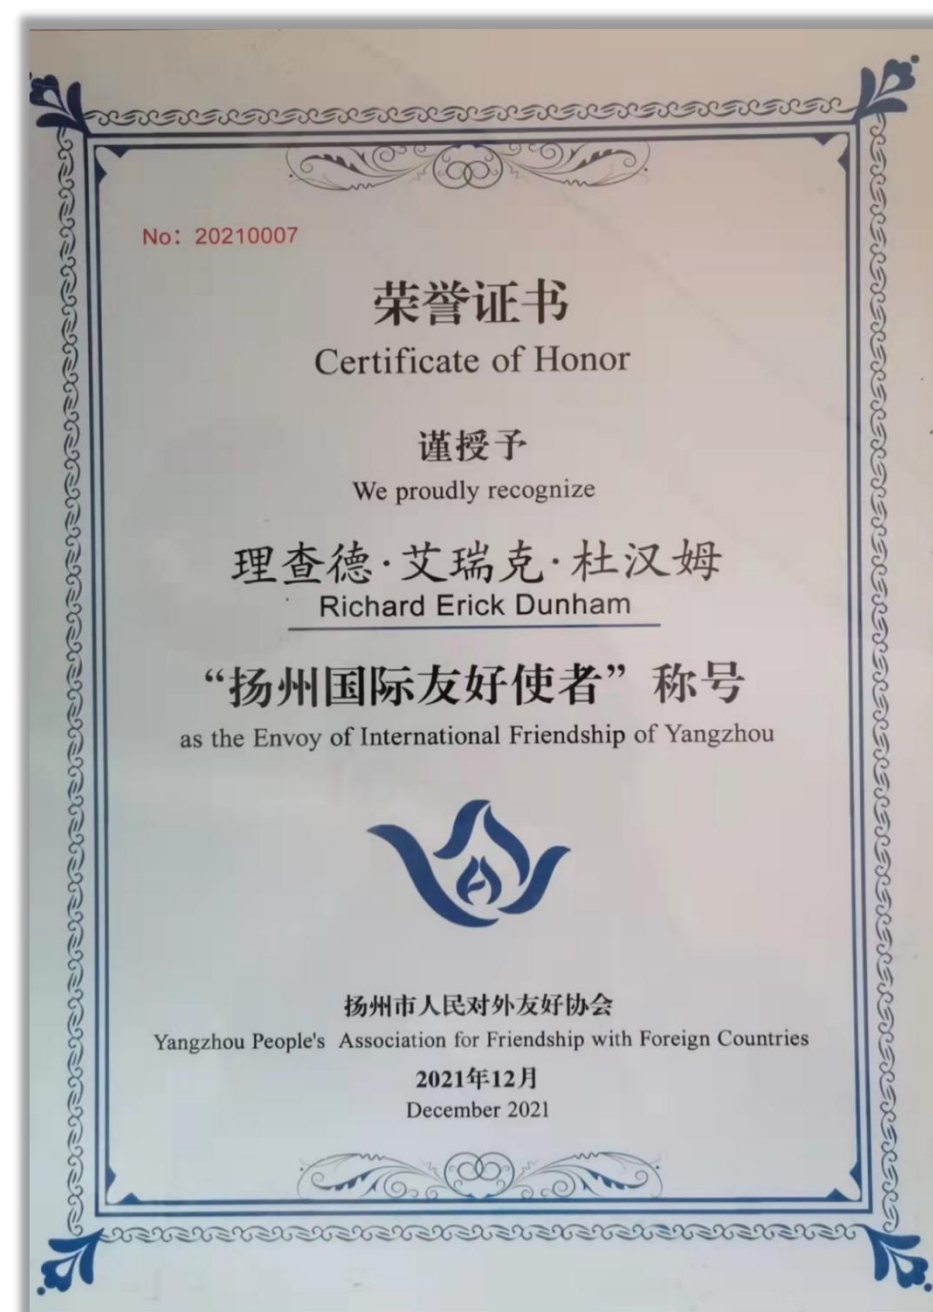 No: 20210007
荣誉证书
Certificate of Honor
谨授予
We proudly recognize
理查德·艾瑞克·杜汉姆
Richard Erick Dunham
“扬州国际友好使者”称号
as the Envoy of International Friendship of Yangzhou
扬州市人民对外友好协会
Yangzhou People's Association for Friendship with Foreign Countries
2021年12月
December 2021